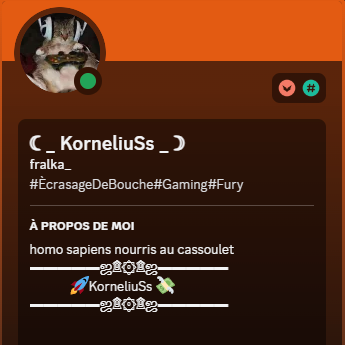 ☾_ KorneliuSs _☽
fralka_
#ÈcrasageDeBouche#Gaming#Fury
À PROPOS DE MOI
homo sapiens nourris au cassoulet
▬▬▬▬▬ஜ۩۞۩ஜ▬▬▬▬▬
🚀KorneliuSs 💸
▬▬▬▬▬ஜ۩۞۩ஜ▬▬▬▬▬